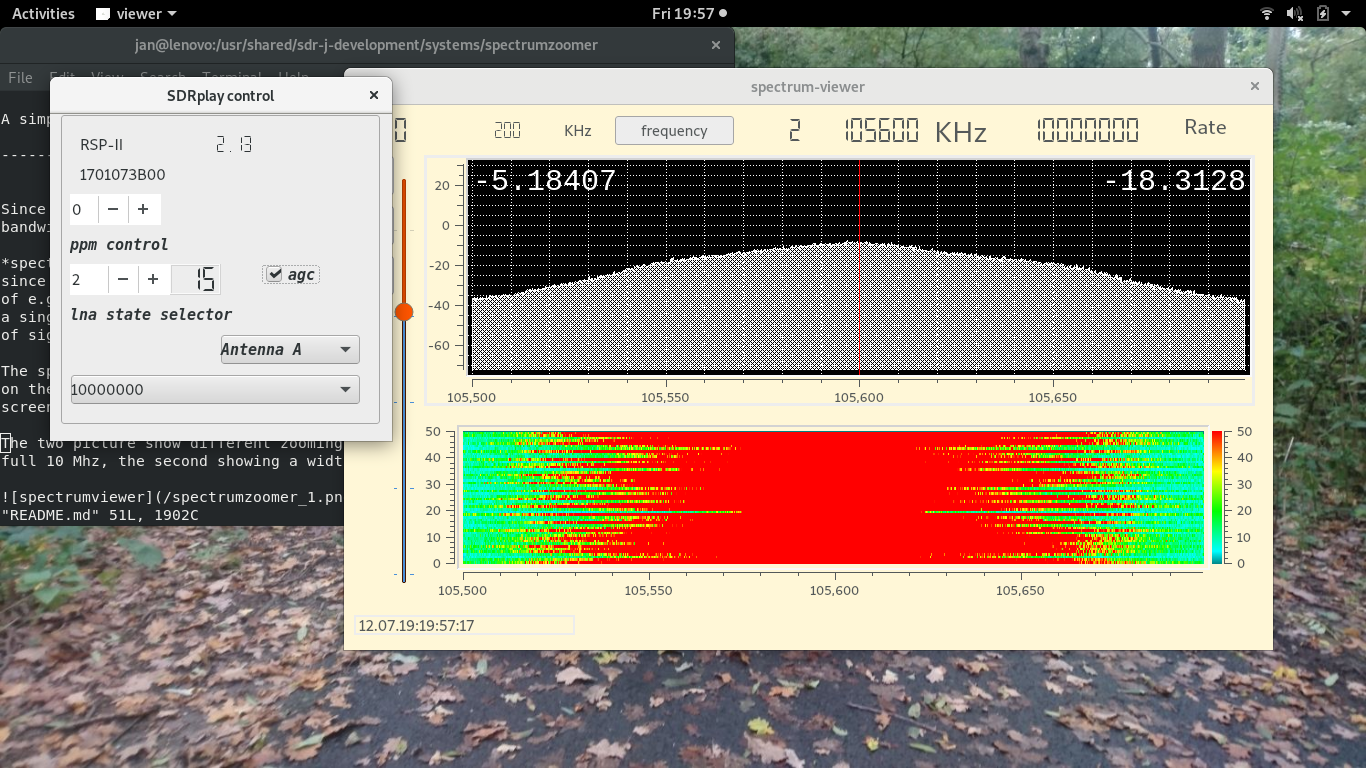 Activities viewer Fri 19:57
jan@lenovo:/usr/shared/sdr-j-development/systems/spectrumzoomer
File Edit View Search Terminal Help
spectrum-viewer
SDRplay control
RSP-II 2.13
1701073B00
0
ppm control
2 15 agc
lna state selector
Antenna A
10000000
A simp
-------
Since
bandwi
*spect
since
of e.g
a sing
of sig
The sp
on the
screen
The two picture show different zooming
full 10 Mhz, the second showing a widt
![spectrumviewer](/spectrumzoomer_1.pn
"README.md" 51L, 1902C
0 200 KHz frequency 2 105600 KHz 10000000 Rate
-5.18407 -18.3128
20
0
-20
-40
-60
105,500 105,550 105,600 105,650
50 50
40 40
30 30
20 20
10 10
0 0
105,500 105,550 105,600 105,650
12.07.19:19:57:17